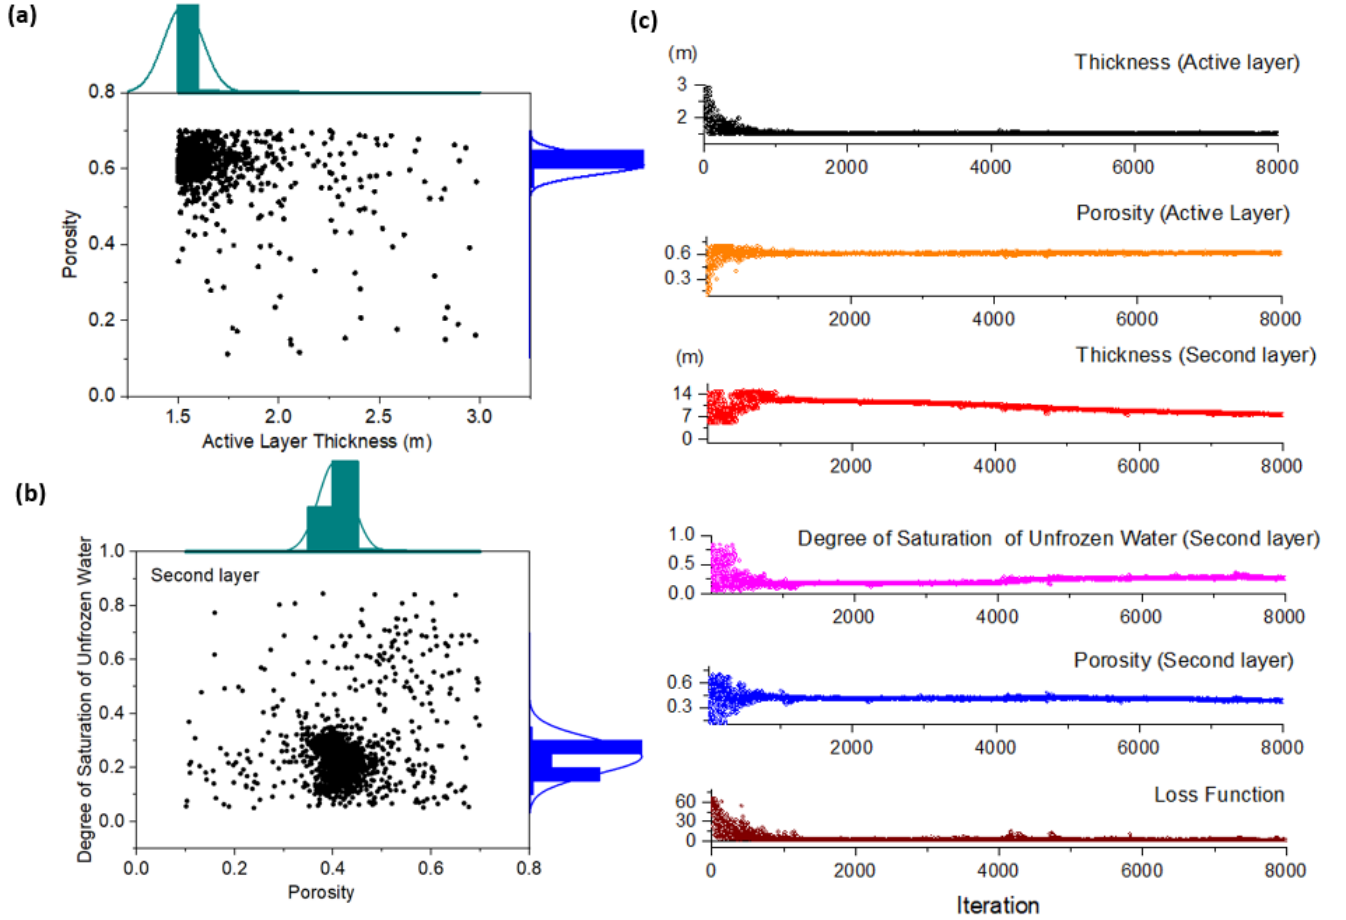 (a)
0.8
0.6
0.4
0.2
0.0
Porosity
1.5 2.0 2.5 3.0
Active Layer Thickness (m)
(b)
1.0
0.8
0.6
0.4
0.2
0.0
Degree of Saturation of Unfrozen Water
Second layer
0.0 0.2 0.4 0.6 0.8
Porosity
(c)
(m)
Thickness (Active layer)
3
2
0 2000 4000 6000 8000
Porosity (Active Layer)
0.6
0.3
2000 4000 6000 8000
(m)
Thickness (Second layer)
14
7
0
2000 4000 6000 8000
1.0
Degree of Saturation of Unfrozen Water (Second layer)
0.5
0.0
2000 4000 6000 8000
Porosity (Second layer)
0.6
0.3
2000 4000 6000 8000
Loss Function
60
30
0
0 2000 4000 6000 8000
Iteration